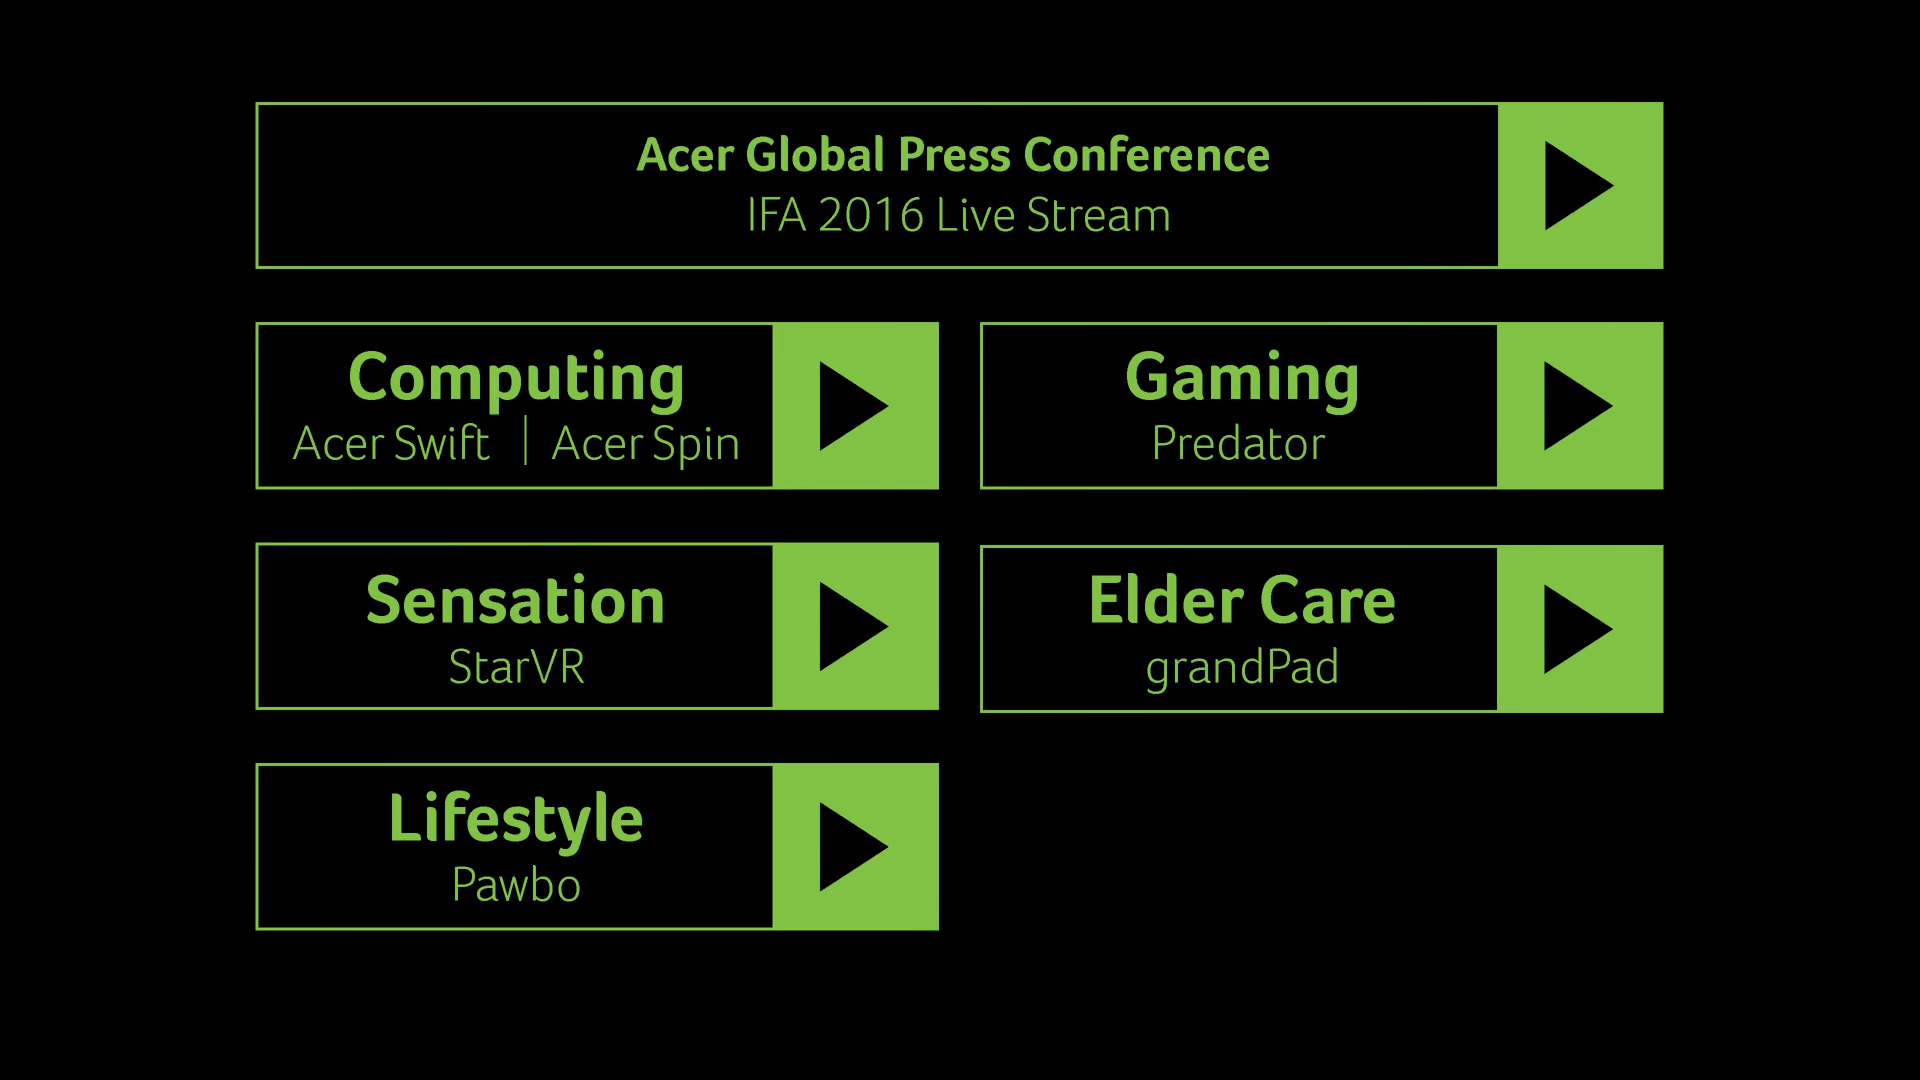 Acer Global Press Conference
IFA 2016 Live Stream
Computing
Acer Swift | Acer Spin
Gaming
Predator
Sensation
StarVR
Elder Care
grandPad
Lifestyle
Pawbo